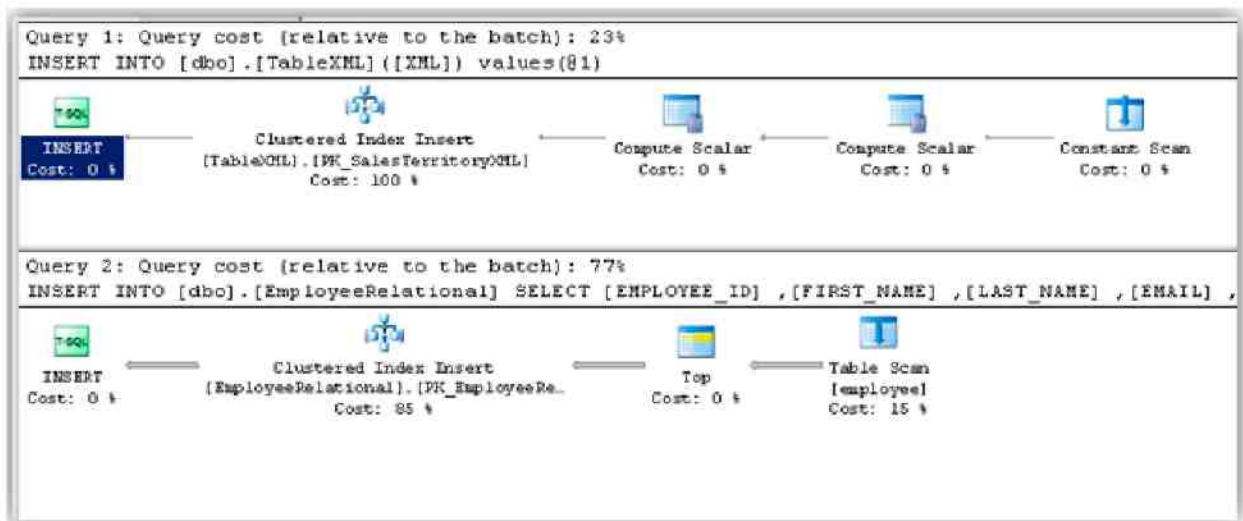 Query 1: Query cost (relative to the batch): 23%
INSERT INTO [dbo].[TableXML]([XML]) values(@1)
T-SQL
INSERT
Cost: 0 %
Clustered Index Insert
[TableXML].[PK_SalesTerritoryXML]
Cost: 100 %
Compute Scalar
Cost: 0 %
Compute Scalar
Cost: 0 %
Constant Scan
Cost: 0 %
Query 2: Query cost (relative to the batch): 77%
INSERT INTO [dbo].[EmployeeRelational] SELECT [EMPLOYEE_ID] ,[FIRST_NAME] ,[LAST_NAME] ,[EMAIL] ,
T-SQL
INSERT
Cost: 0 %
Clustered Index Insert
[EmployeeRelational].[PK_EmployeeRe…
Cost: 85 %
Top
Cost: 0 %
Table Scan
[employee]
Cost: 15 %